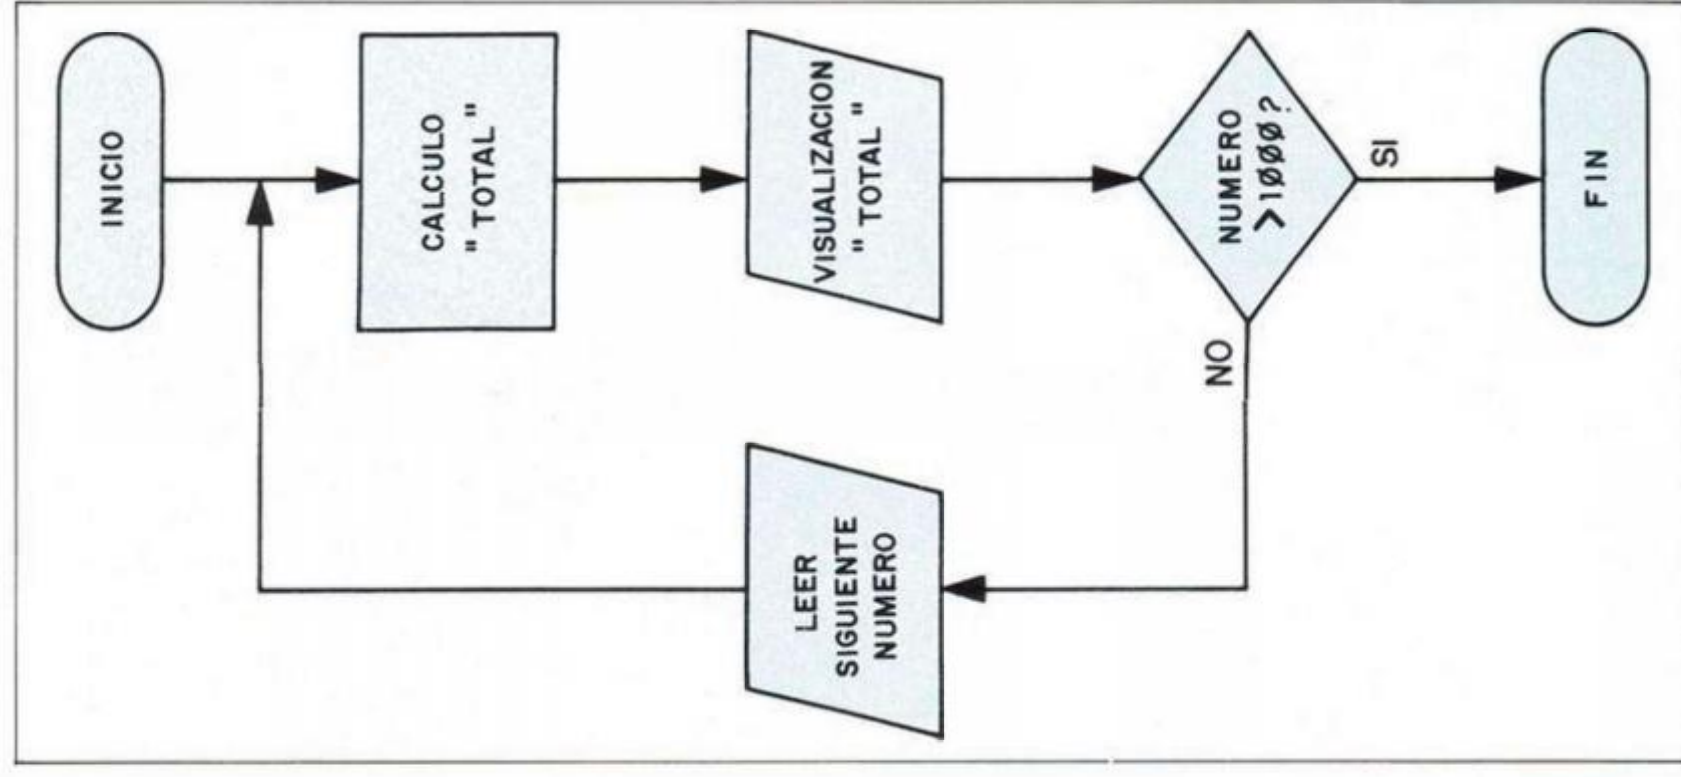 INICIO
CALCULO
" TOTAL "
VISUALIZACION
" TOTAL "
NUMERO
>1ØØØ?
SI
FIN
NO
LEER
SIGUIENTE
NUMERO